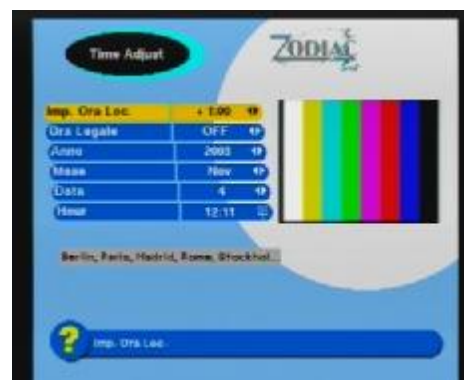 Time Adjust
ZODIAC
Imp. Ora Loc. + 1:00
Ora Legale OFF
Anno 2003
Mese Nov
Data 4
Hour 12:11
Berlin, Paris, Madrid, Rome, Stockhol...
Imp. Ora Loc.